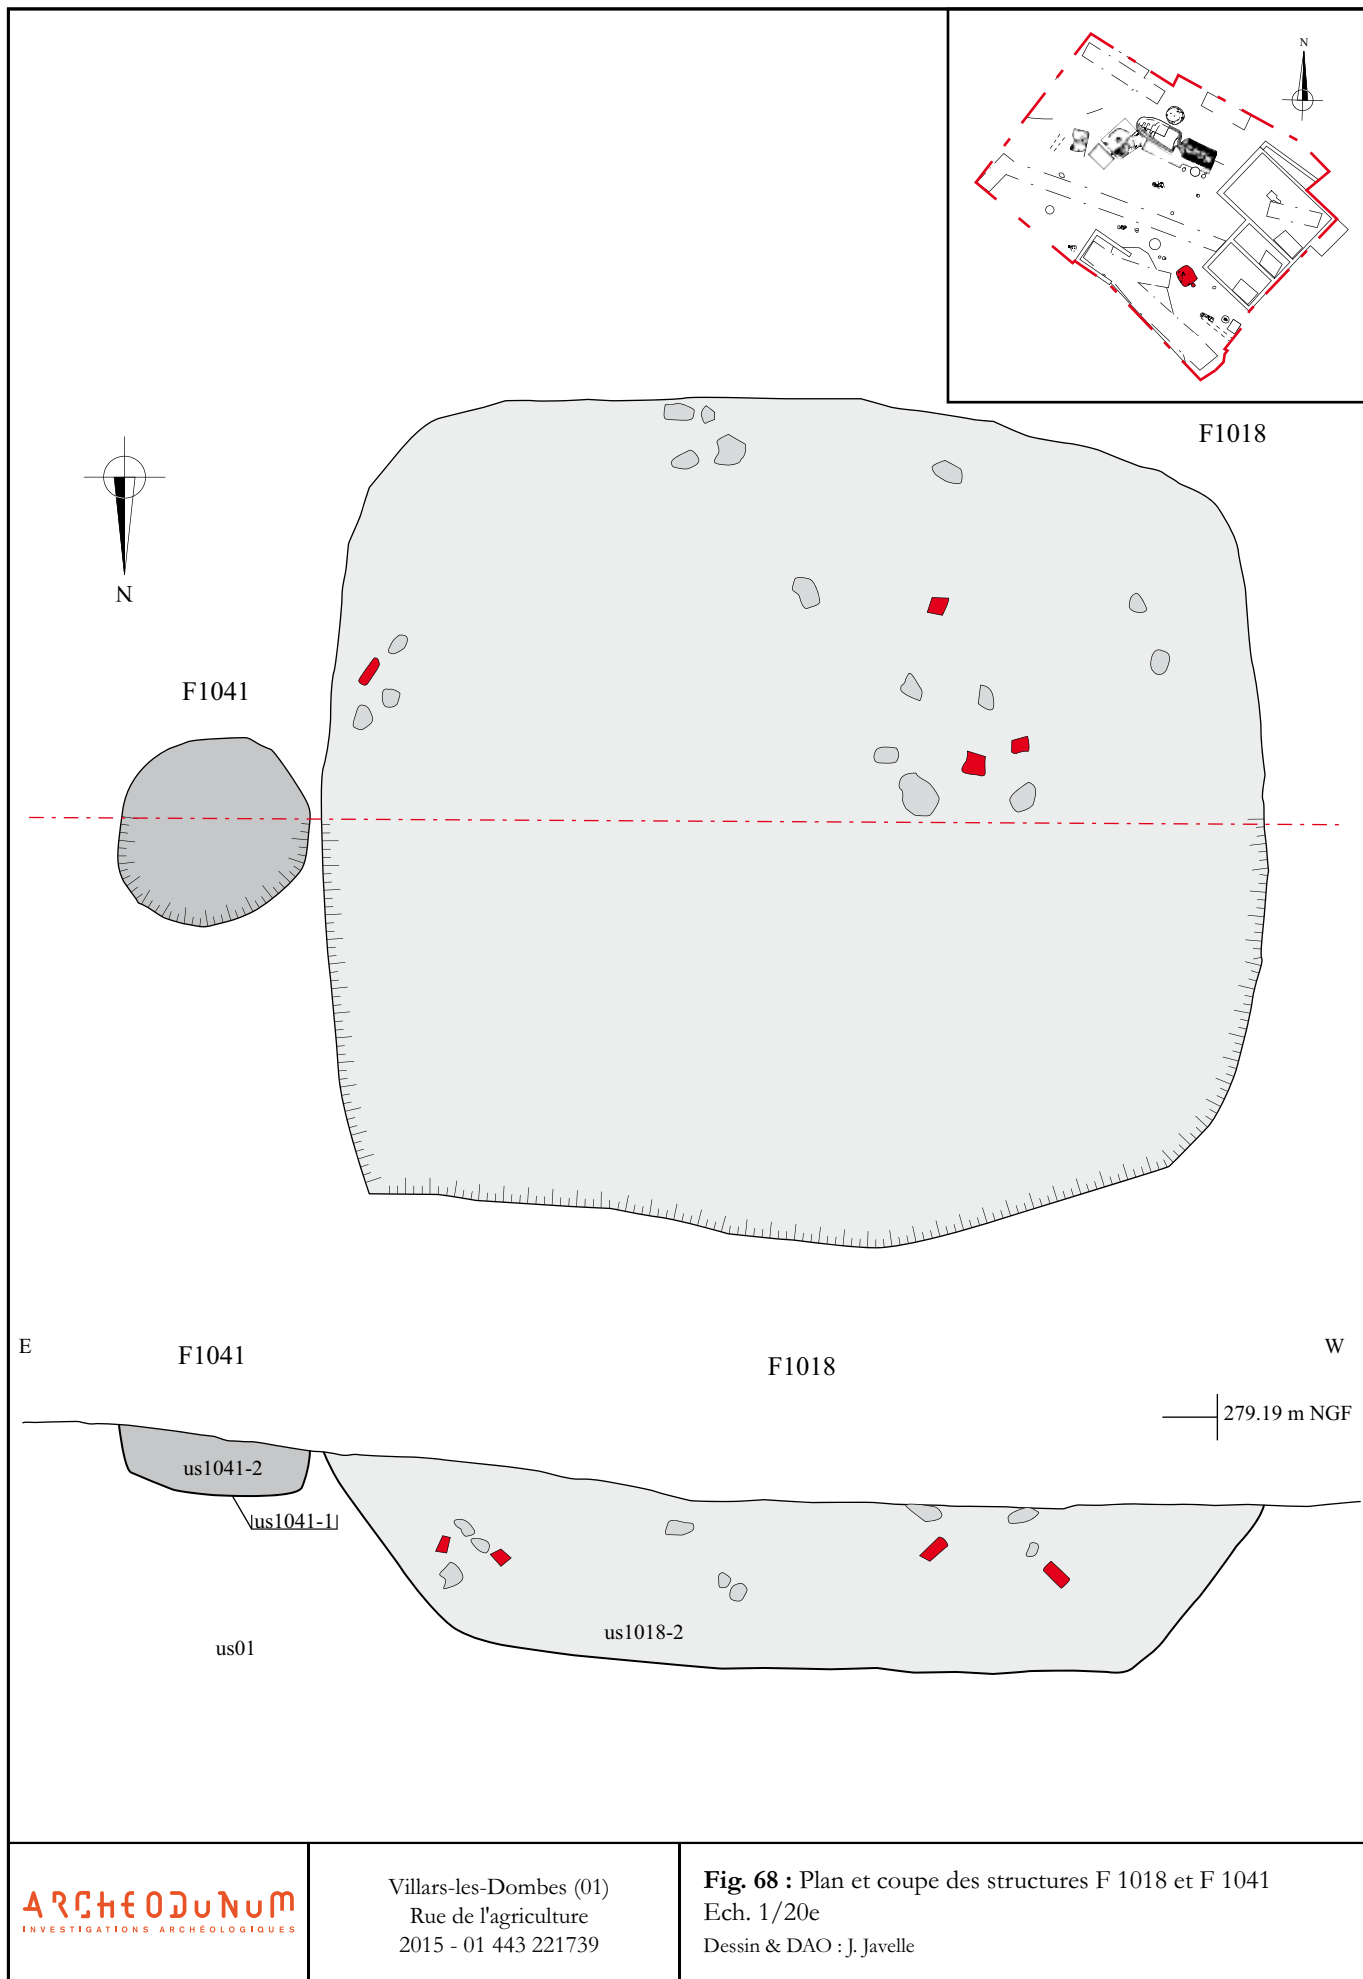 N
F1018
N
F1041
E
F1041
F1018
W
279.19 m NGF
us1041-2
us1041-1
us1018-2
us01
ARCHEODUNUM
INVESTIGATIONS ARCHÉOLOGIQUES
Villars-les-Dombes (01)
Rue de l'agriculture
2015 - 01 443 221739
Fig. 68 : Plan et coupe des structures F 1018 et F 1041
Ech. 1/20e
Dessin & DAO : J. Javelle